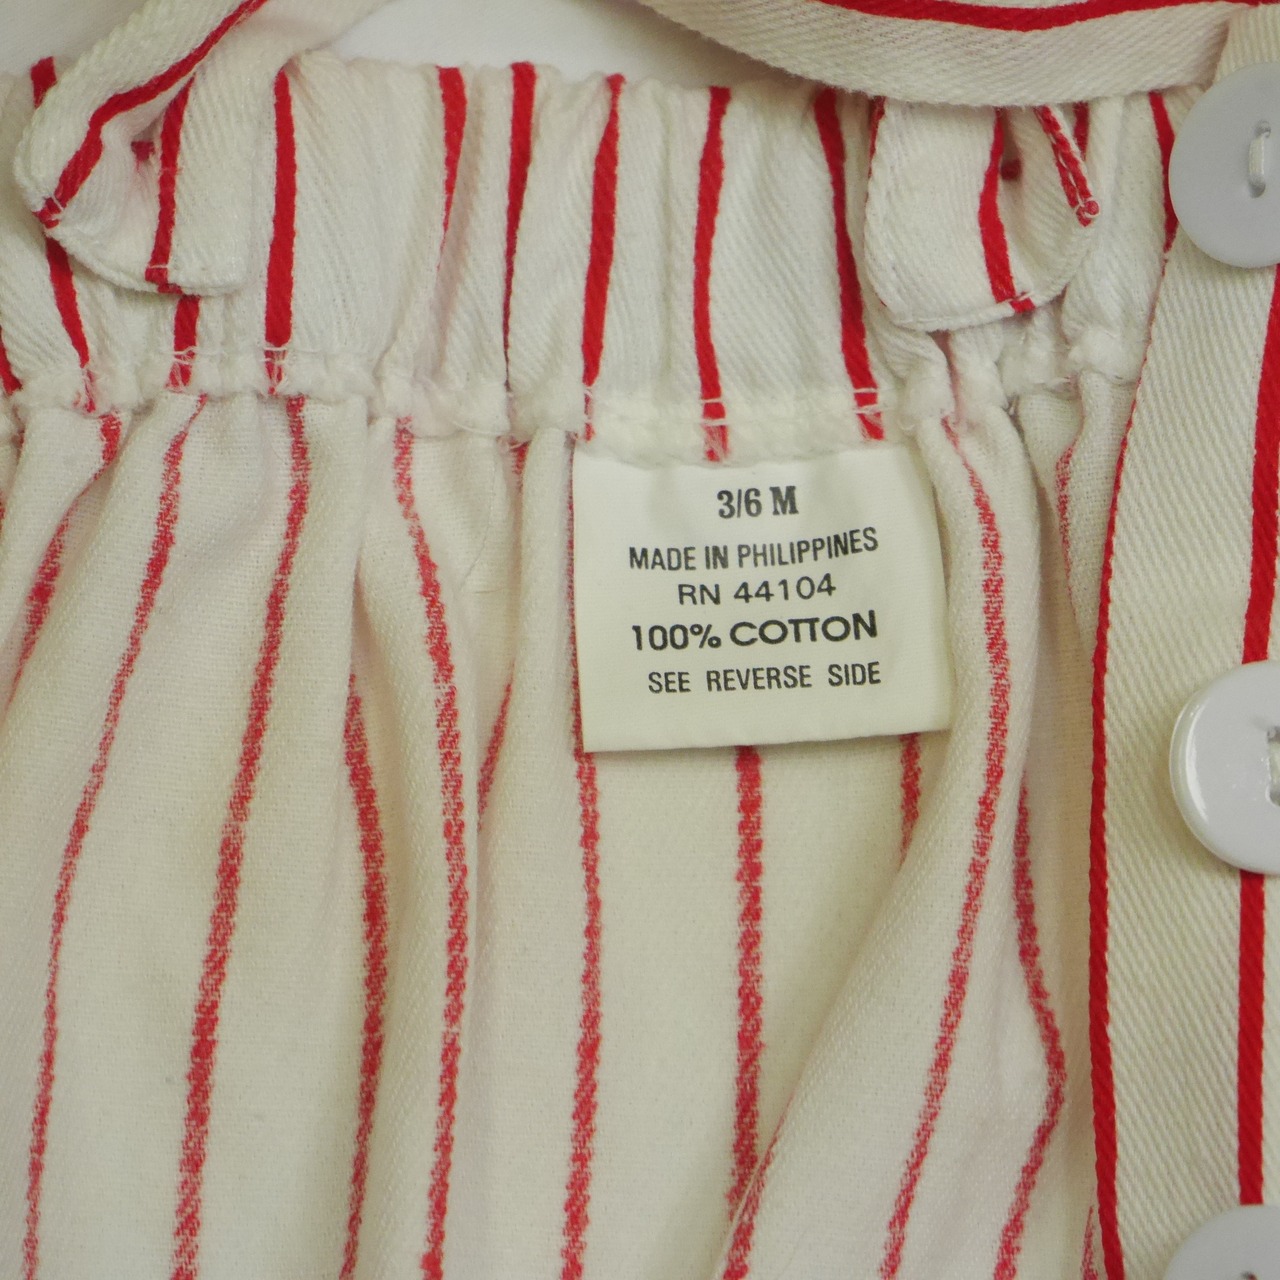 3/6 M
MADE IN PHILIPPINES
RN 44104
100% COTTON
SEE REVERSE SIDE